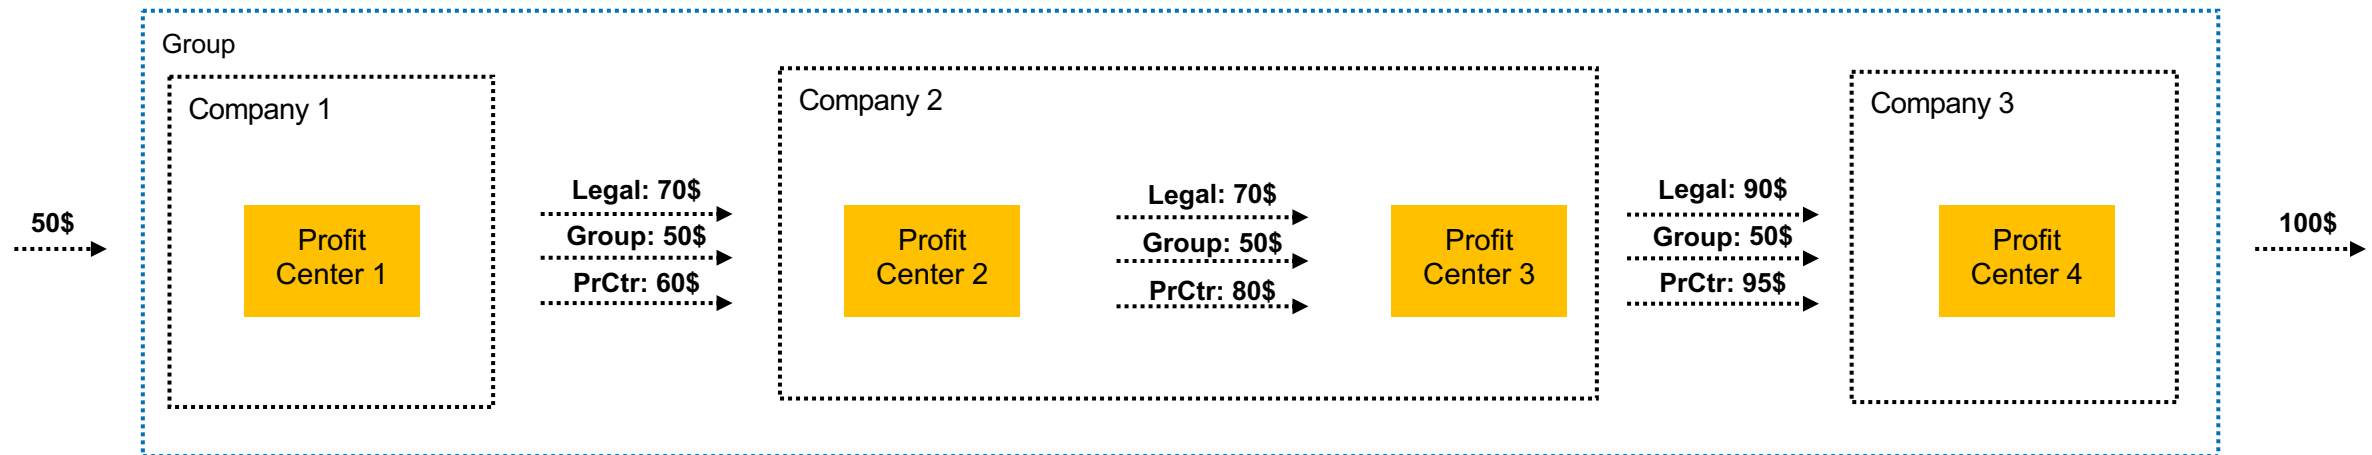 Group
Company 1
Company 2
Company 3
50$
Profit
Center 1
Legal: 70$
Group: 50$
PrCtr: 60$
Profit
Center 2
Legal: 70$
Group: 50$
PrCtr: 80$
Profit
Center 3
Legal: 90$
Group: 50$
PrCtr: 95$
Profit
Center 4
100$